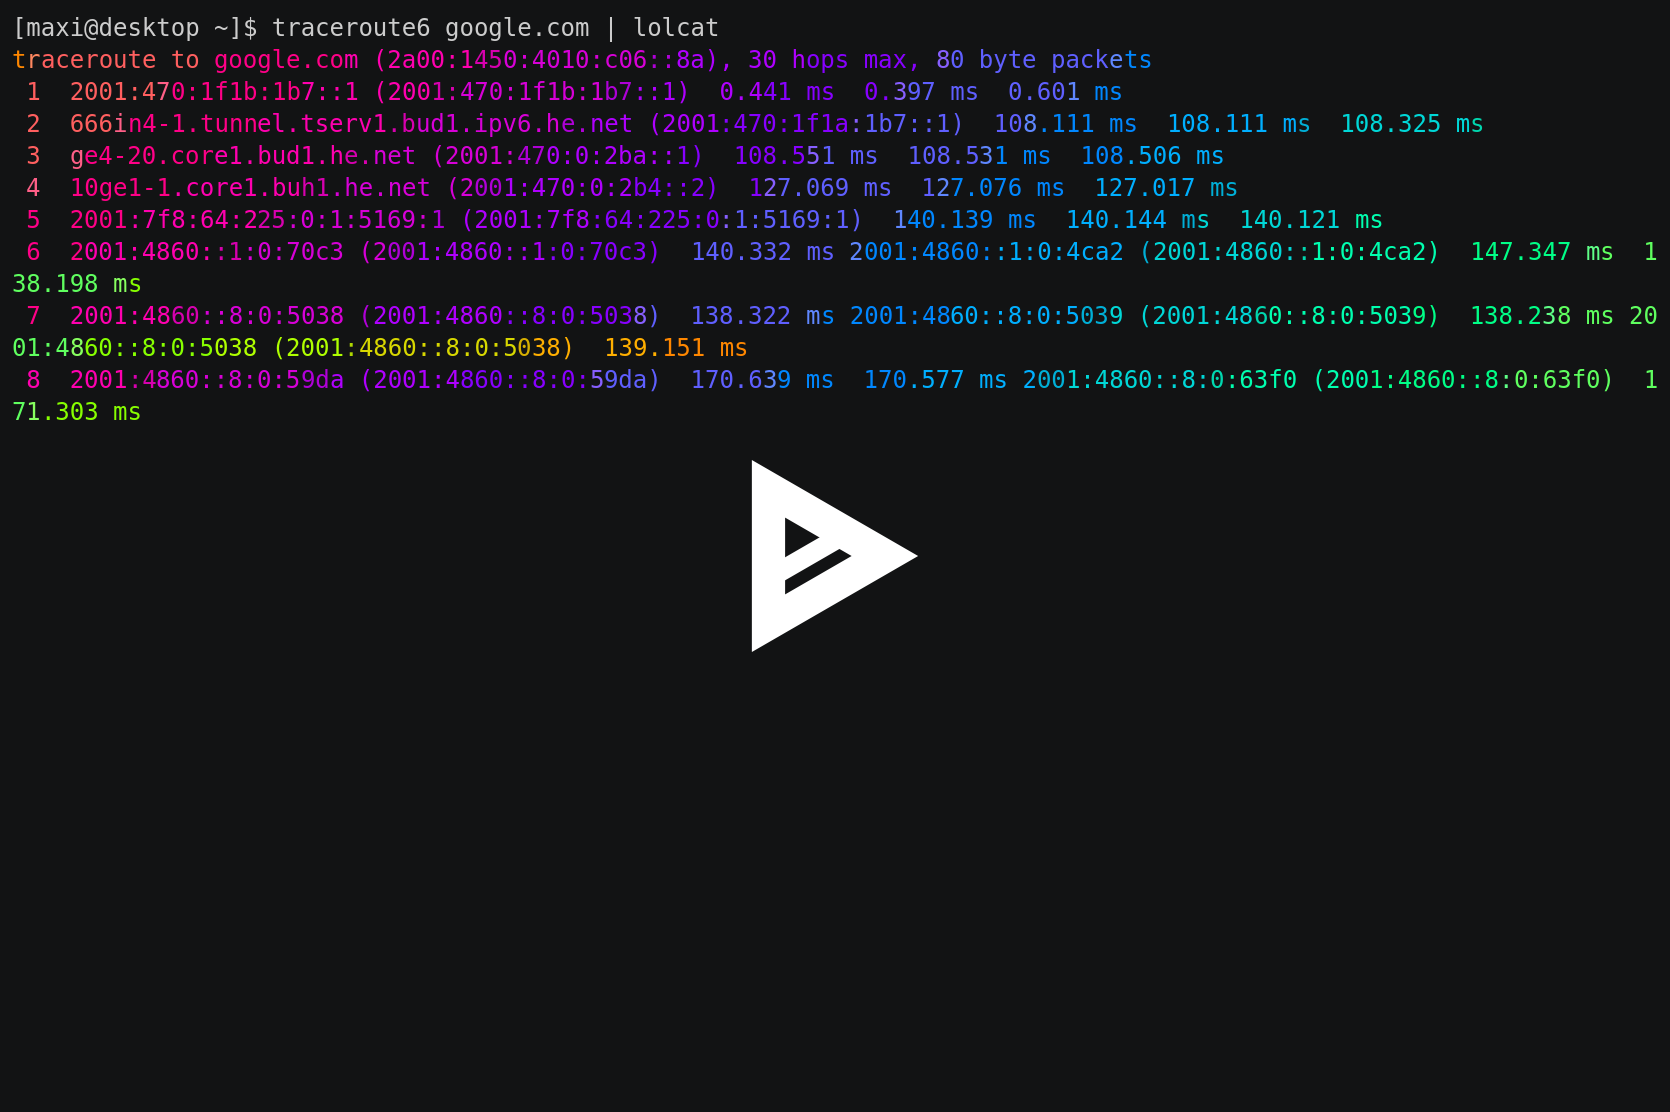 [maxi@desktop ~]$ traceroute6 google.com | lolcat
traceroute to google.com (2a00:1450:4010:c06::8a), 30 hops max, 80 byte packets
 1  2001:470:1f1b:1b7::1 (2001:470:1f1b:1b7::1)  0.441 ms  0.397 ms  0.601 ms
 2  666in4-1.tunnel.tserv1.bud1.ipv6.he.net (2001:470:1f1a:1b7::1)  108.111 ms  108.111 ms  108.325 ms
 3  ge4-20.core1.bud1.he.net (2001:470:0:2ba::1)  108.551 ms  108.531 ms  108.506 ms
 4  10ge1-1.core1.buh1.he.net (2001:470:0:2b4::2)  127.069 ms  127.076 ms  127.017 ms
 5  2001:7f8:64:225:0:1:5169:1 (2001:7f8:64:225:0:1:5169:1)  140.139 ms  140.144 ms  140.121 ms
 6  2001:4860::1:0:70c3 (2001:4860::1:0:70c3)  140.332 ms 2001:4860::1:0:4ca2 (2001:4860::1:0:4ca2)  147.347 ms  1
38.198 ms
 7  2001:4860::8:0:5038 (2001:4860::8:0:5038)  138.322 ms 2001:4860::8:0:5039 (2001:4860::8:0:5039)  138.238 ms 20
01:4860::8:0:5038 (2001:4860::8:0:5038)  139.151 ms
 8  2001:4860::8:0:59da (2001:4860::8:0:59da)  170.639 ms  170.577 ms 2001:4860::8:0:63f0 (2001:4860::8:0:63f0)  1
71.303 ms